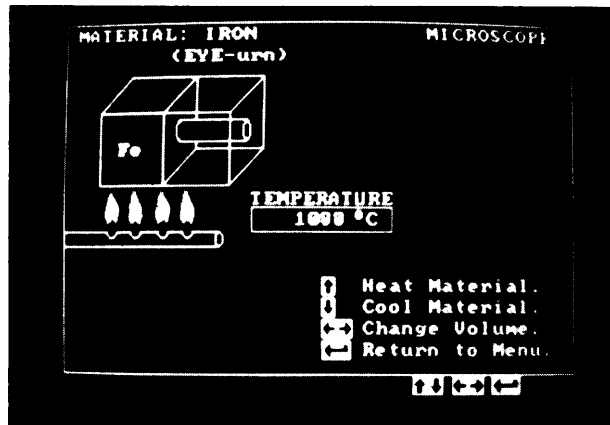 MATERIAL: IRON
MICROSCOPE
(EYE-urn)
Fe
TEMPERATURE
1000 °C
↑ Heat Material.
↓ Cool Material.
←→ Change Volume.
↵ Return to Menu.
↑↓ ←→ ↵